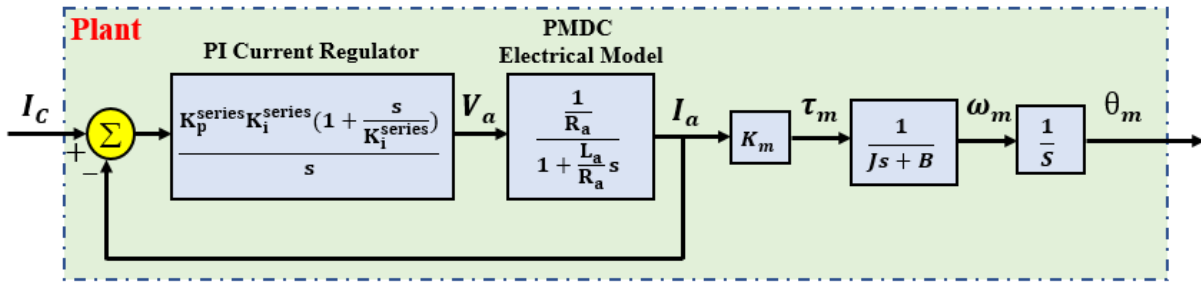 Plant
PI Current Regulator
PMDC
Electrical Model
I_C
+
−
Σ
K_p^series K_i^series (1 + s/K_i^series)
s
V_a
1/R_a
1 + L_a/R_a s
I_a
K_m
τ_m
1
Js + B
ω_m
1
S
θ_m